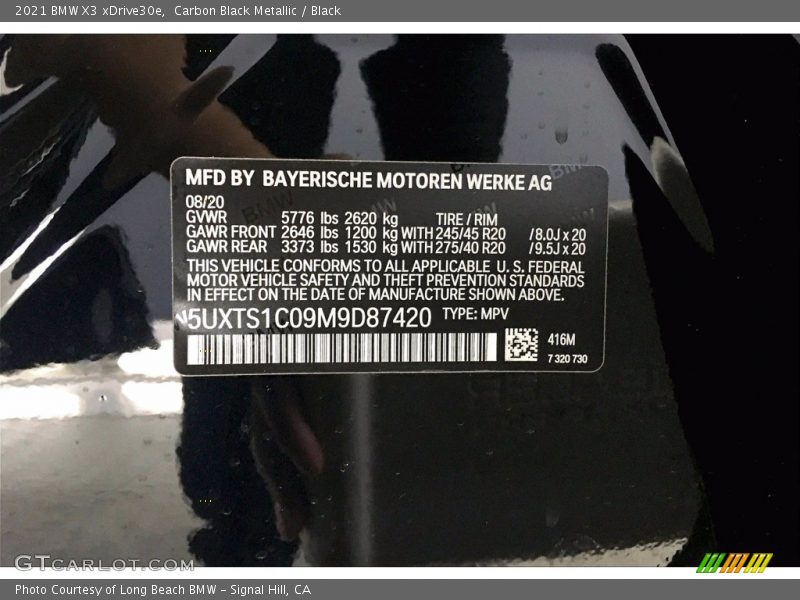 2021 BMW X3 xDrive30e,  Carbon Black Metallic / Black
MFD BY BAYERISCHE MOTOREN WERKE AG
08/20
GVWR 5776 lbs 2620 kg TIRE / RIM
GAWR FRONT 2646 lbs 1200 kg WITH 245/45 R20 /8.0J x 20
GAWR REAR 3373 lbs 1530 kg WITH 275/40 R20 /9.5J x 20
THIS VEHICLE CONFORMS TO ALL APPLICABLE U. S. FEDERAL
MOTOR VEHICLE SAFETY AND THEFT PREVENTION STANDARDS
IN EFFECT ON THE DATE OF MANUFACTURE SHOWN ABOVE.
5UXTS1C09M9D87420 TYPE: MPV
416M
7 320 730
GTCARLOT.COM
Photo Courtesy of Long Beach BMW - Signal Hill, CA